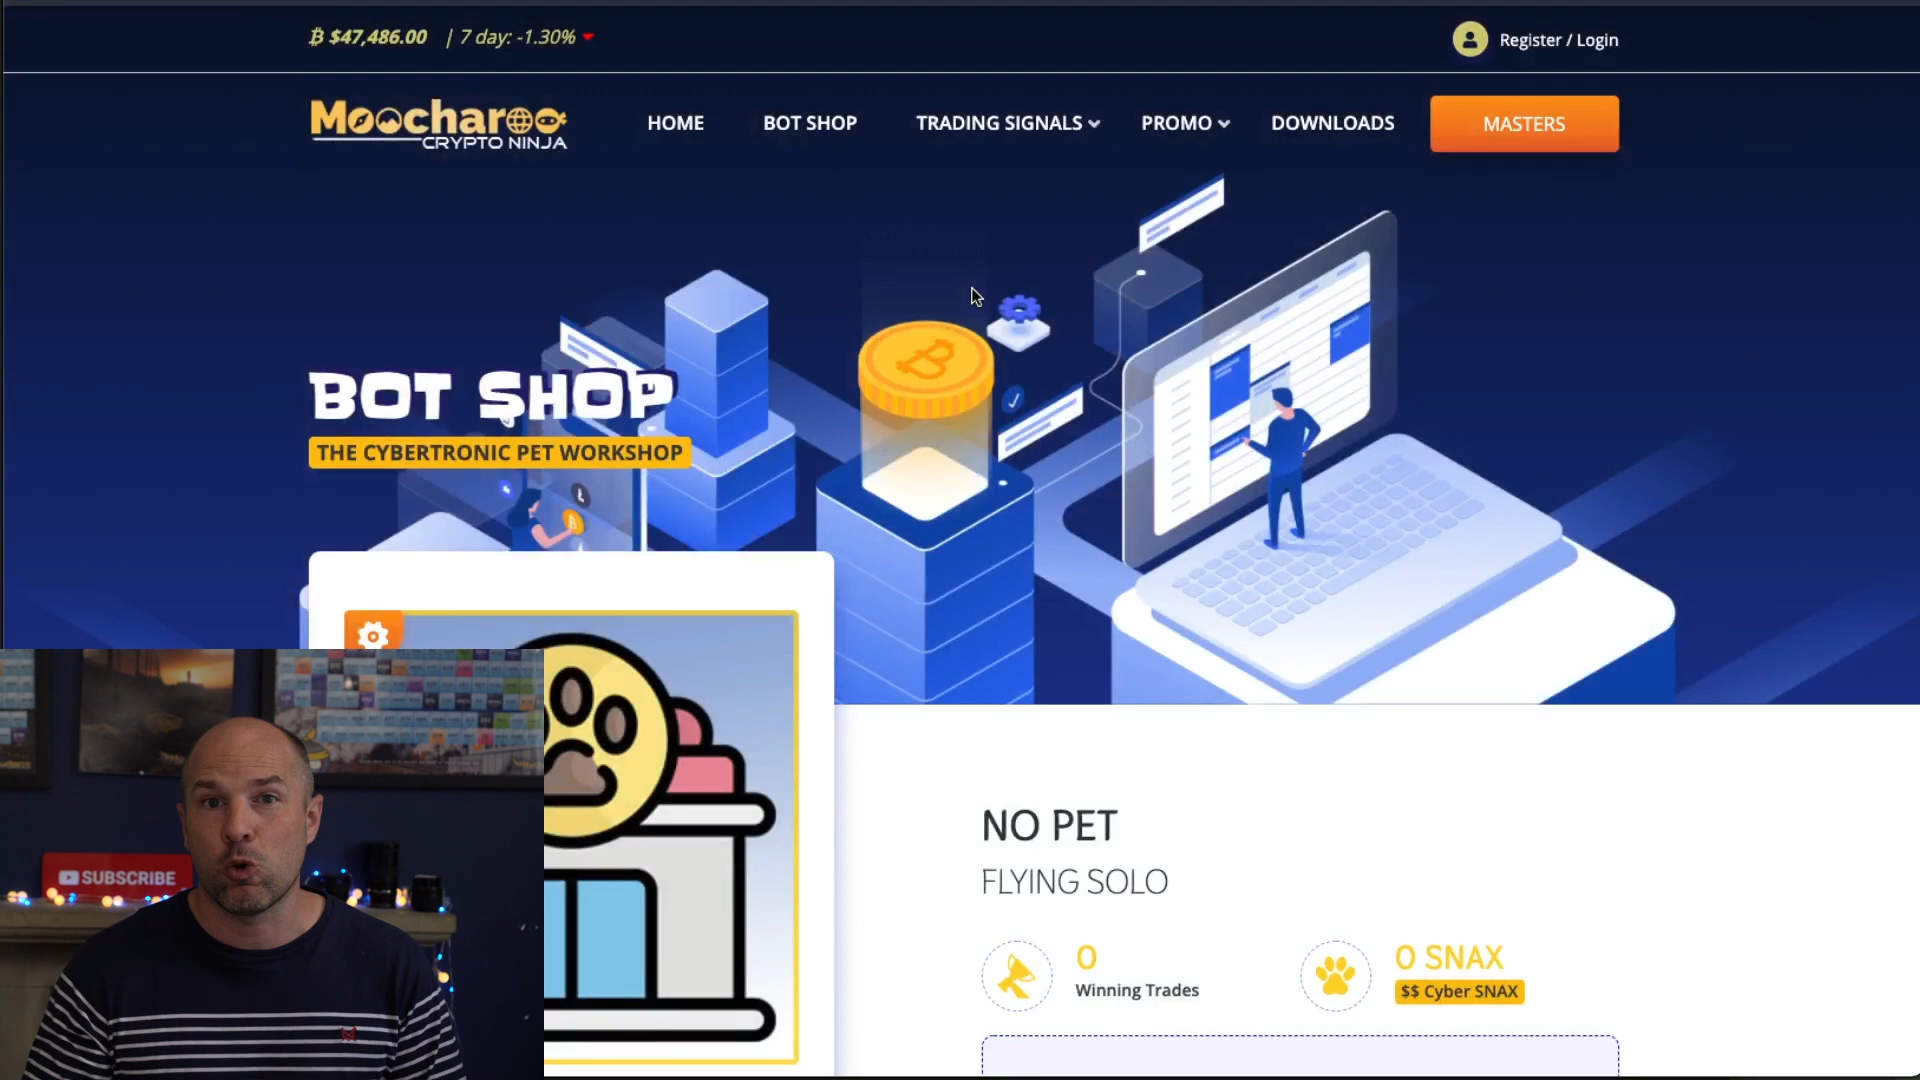 ₿ $47,486.00 | 7 day: -1.30%
Register / Login
Moocharoo
CRYPTO NINJA
HOME
BOT SHOP
TRADING SIGNALS
PROMO
DOWNLOADS
MASTERS
BOT SHOP
THE CYBERTRONIC PET WORKSHOP
NO PET
FLYING SOLO
0
Winning Trades
0 SNAX
$$ Cyber SNAX
SUBSCRIBE